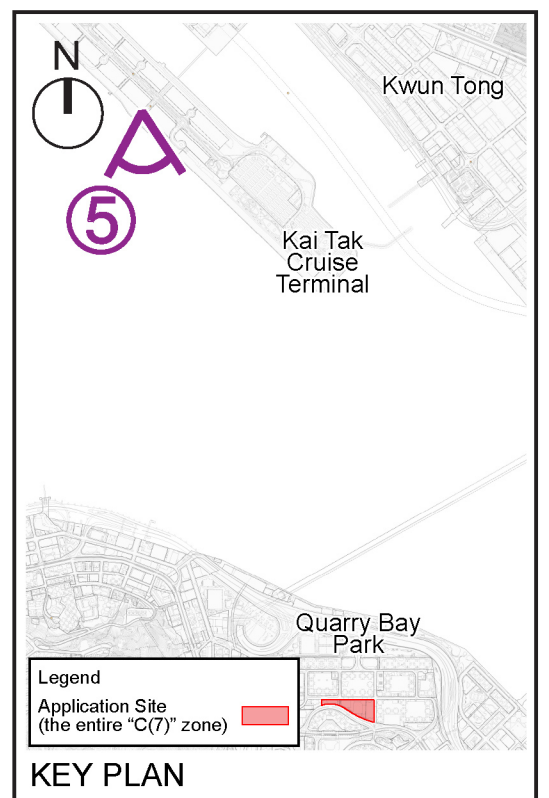 N
Kwun Tong
5
Kai Tak
Cruise
Terminal
Quarry Bay
Park
Legend
Application Site
(the entire “C(7)” zone)
KEY PLAN